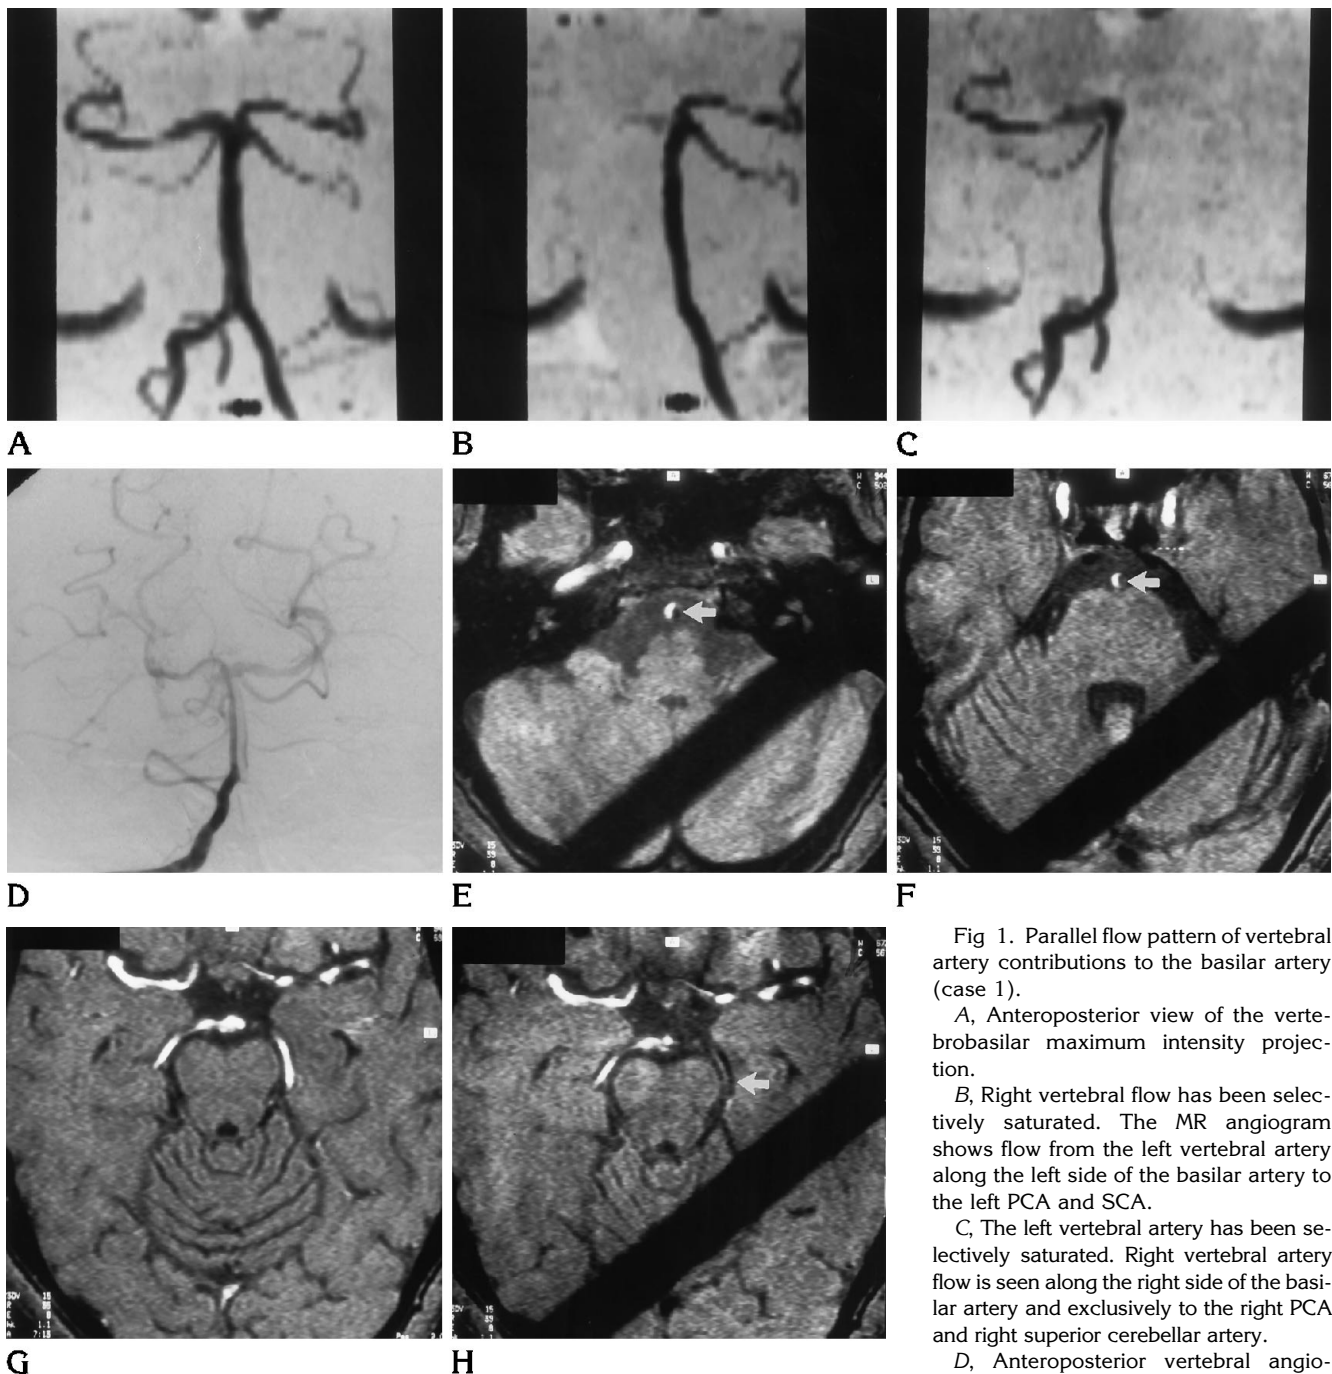 A
B
C
D
E
F
G
H
Fig 1. Parallel flow pattern of vertebral
artery contributions to the basilar artery
(case 1).
A, Anteroposterior view of the verte-
brobasilar maximum intensity projec-
tion.
B, Right vertebral flow has been selec-
tively saturated. The MR angiogram
shows flow from the left vertebral artery
along the left side of the basilar artery to
the left PCA and SCA.
C, The left vertebral artery has been se-
lectively saturated. Right vertebral artery
flow is seen along the right side of the basi-
lar artery and exclusively to the right PCA
and right superior cerebellar artery.
D, Anteroposterior vertebral angio-